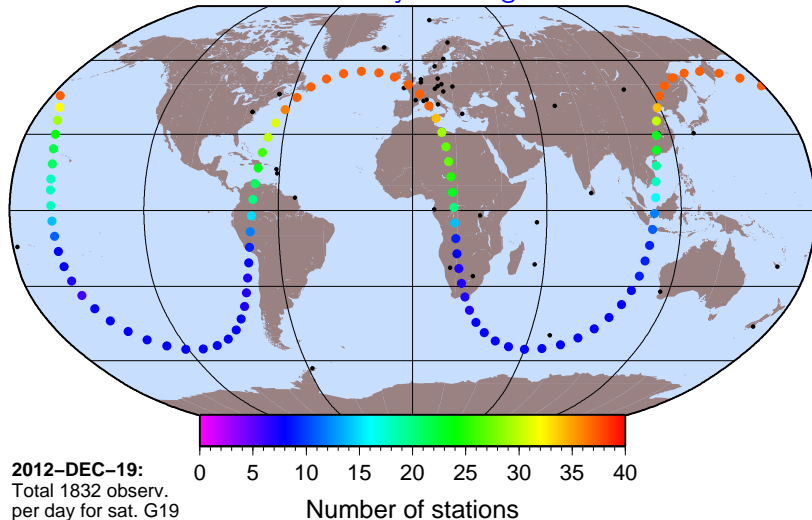 0 5 10 15 20 25 30 35 40
2012–DEC–19:
Total 1832 observ.
per day for sat. G19
Number of stations